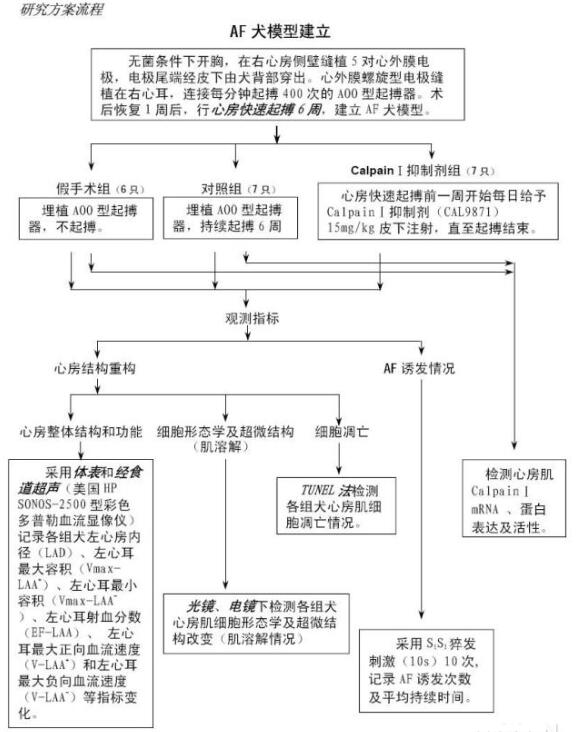 研究方案流程
AF 犬模型建立
无菌条件下开胸，在右心房侧壁缝植 5 对心外膜电
极，电极尾端经皮下由犬背部穿出。心外膜螺旋型电极缝
植在右心耳，连接每分钟起搏 400 次的 AOO 型起搏器。术
后恢复 1 周后，行心房快速起搏 6 周，建立 AF 犬模型。
假手术组(6 只)
埋植 AOO 型起搏
器，不起搏。
对照组(7 只)
埋植 AOO 型起搏
器，持续起搏 6 周
Calpain I 抑制剂组(7 只)
心房快速起搏前一周开始每日给予
Calpain I 抑制剂（CAL9871）
15mg/kg 皮下注射，直至起搏结束。
观测指标
心房结构重构
AF 诱发情况
心房整体结构和功能
细胞形态学及超微结构
（肌溶解）
细胞凋亡
采用体表和经食
道超声（美国 HP
SONOS-2500 型彩色
多普勒血流显像仪）
记录各组犬左心房内
径（LAD）、左心耳
最大容积（Vmax-
LAA⁺）、左心耳最小
容积（Vmax-LAA⁻
）、左心耳射血分数
（EF-LAA）、 左心
耳最大正向血流速度
（V-LAA⁺）和左心耳
最大负向血流速度
（V-LAA⁻）等指标变
化。
光镜、电镜下检测各组犬
心房肌细胞形态学及超微
结构改变（肌溶解情况）
TUNEL 法检测
各组犬心房肌细
胞凋亡情况。
采用 S₁S₁ 猝发
刺激（10s）10 次,
记录 AF 诱发次数
及平均持续时间。
检测心房肌
Calpain I
mRNA 、蛋白
表达及活性。